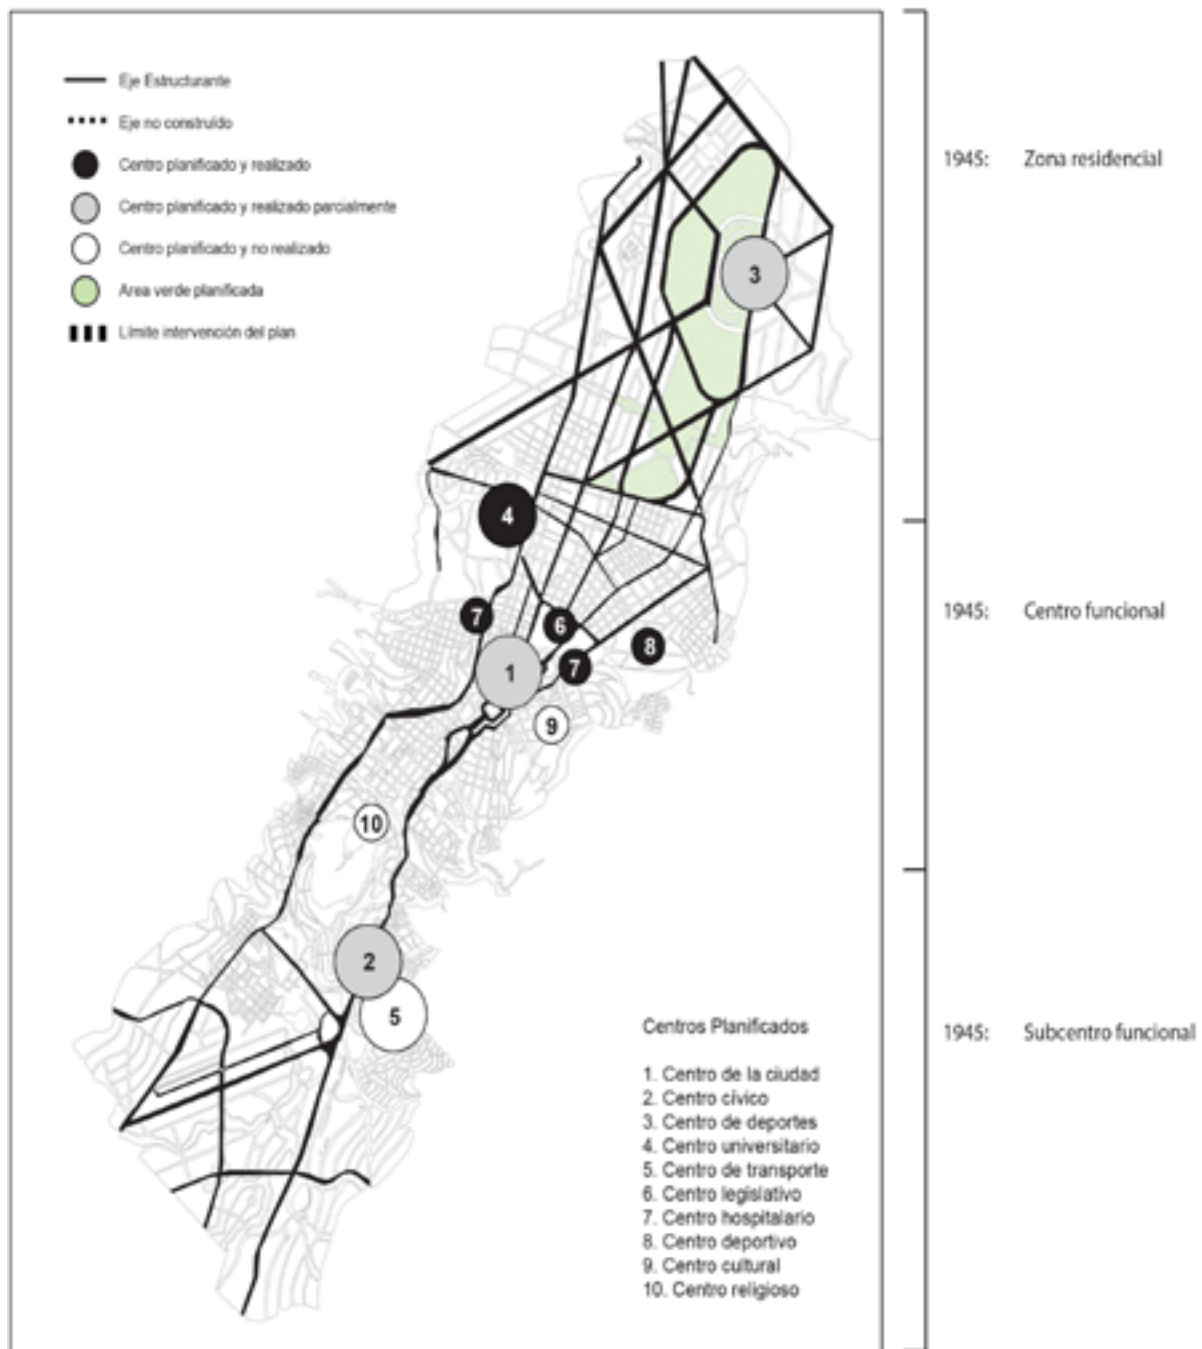 Eje Estructurante
Eje no construído
Centro planificado y realizado
Centro planificado y realizado parcialmente
Centro planificado y no realizado
Area verde planificada
Límite intervención del plan
3
4
7
6
8
7
1
9
10
2
5
Centros Planificados
1. Centro de la ciudad
2. Centro cívico
3. Centro de deportes
4. Centro universitario
5. Centro de transporte
6. Centro legislativo
7. Centro hospitalario
8. Centro deportivo
9. Centro cultural
10. Centro religioso
1945: Zona residencial
1945: Centro funcional
1945: Subcentro funcional